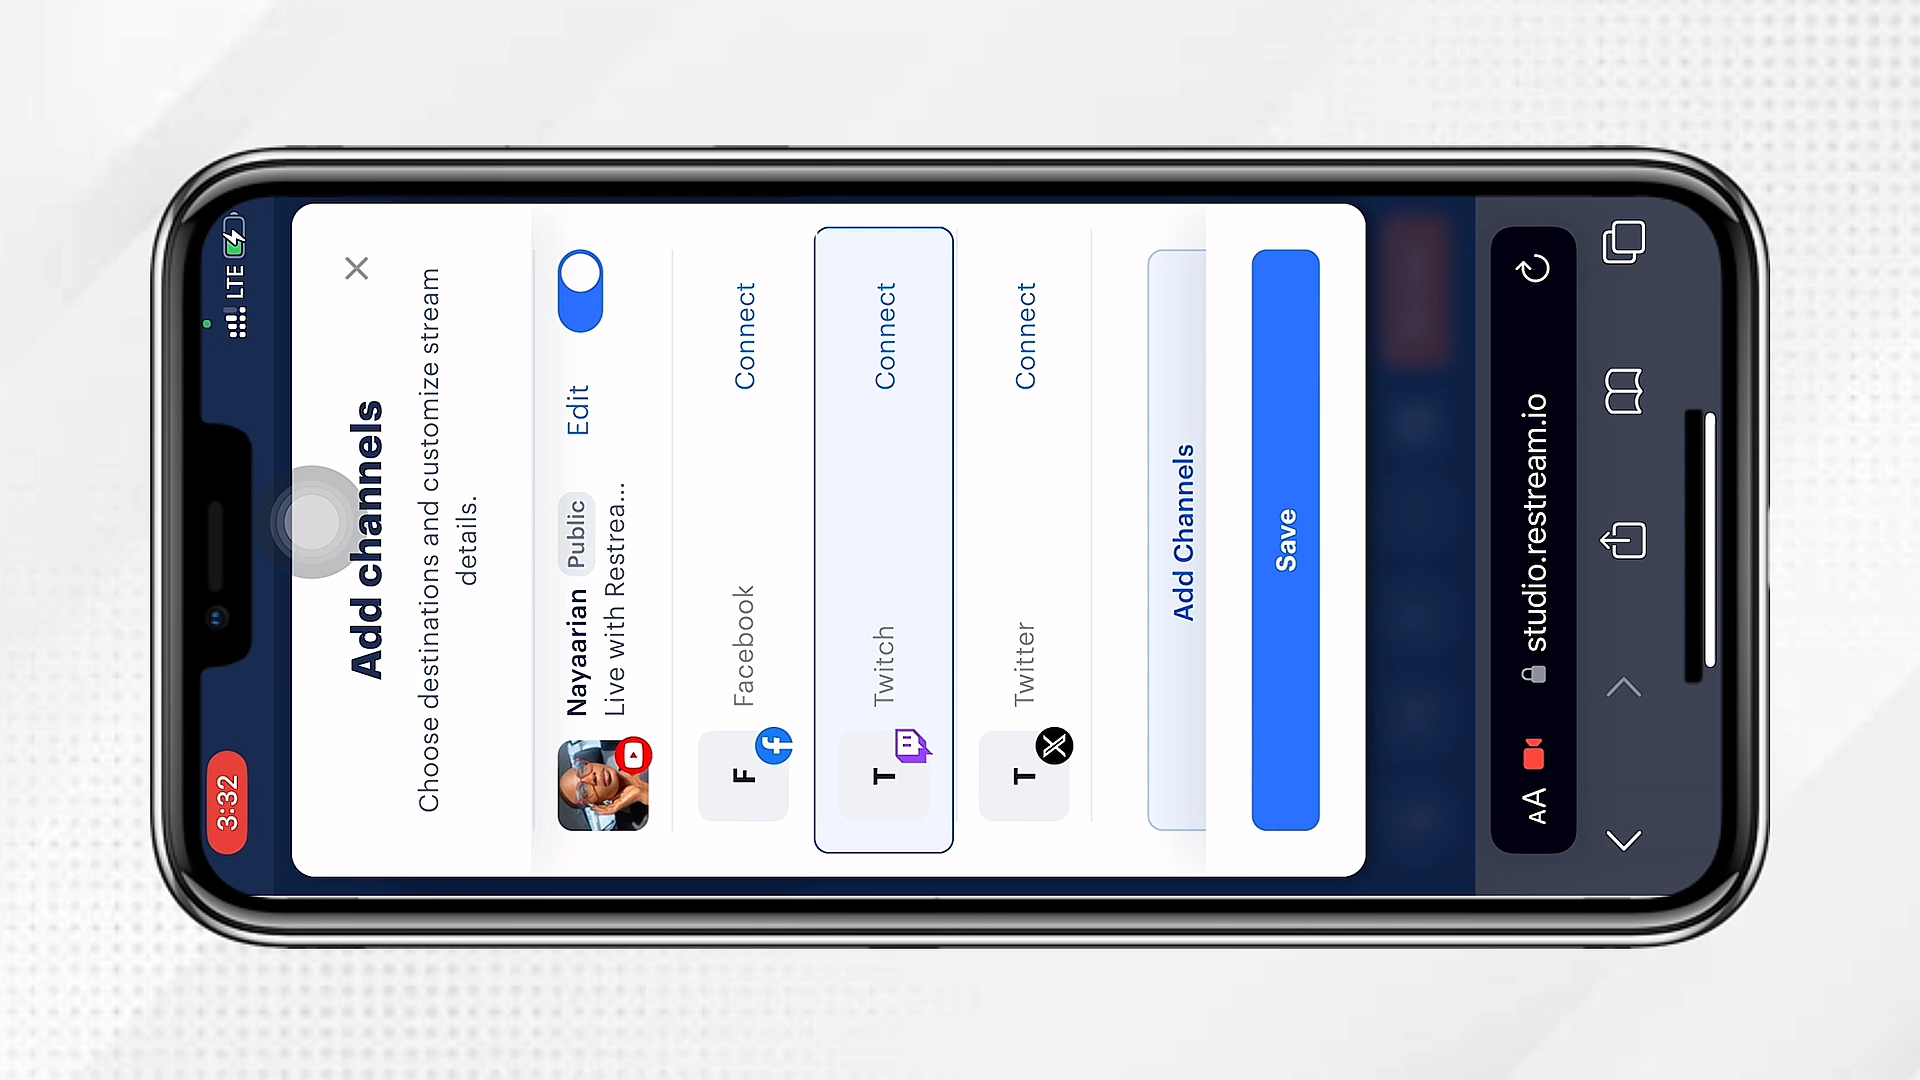 3:32
LTE
Add channels
Choose destinations and customize stream
details.
Nayaarian Public
Live with Restrea...
Edit
F
Facebook
Connect
T
Twitch
Connect
T
Twitter
Connect
Add Channels
Save
AA studio.restream.io